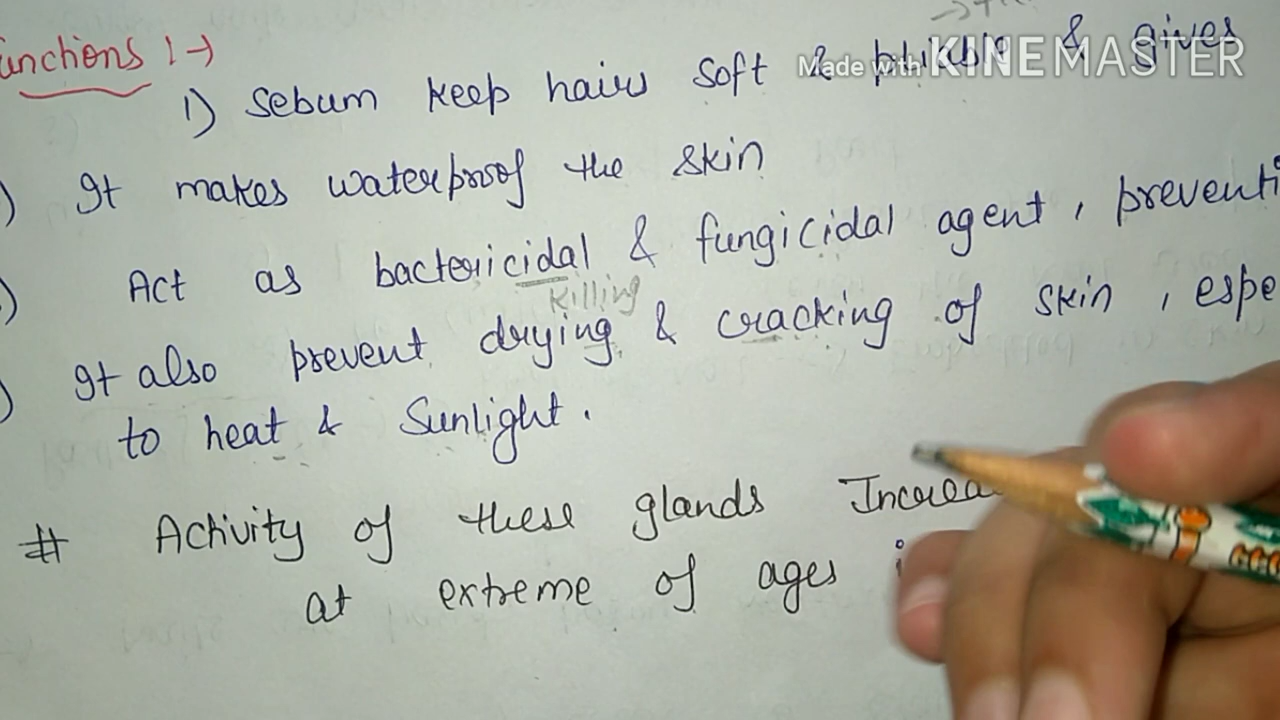 unctions :→
1) Sebum keep hairs soft & pliable & gives
Made with KINEMASTER
) It makes waterproof the skin
) Act as bactericidal & fungicidal agent, preventi
Killing
) It also prevent drying & cracking of skin, espe
to heat & Sunlight.
# Activity of these glands Increa
at extreme of ages i